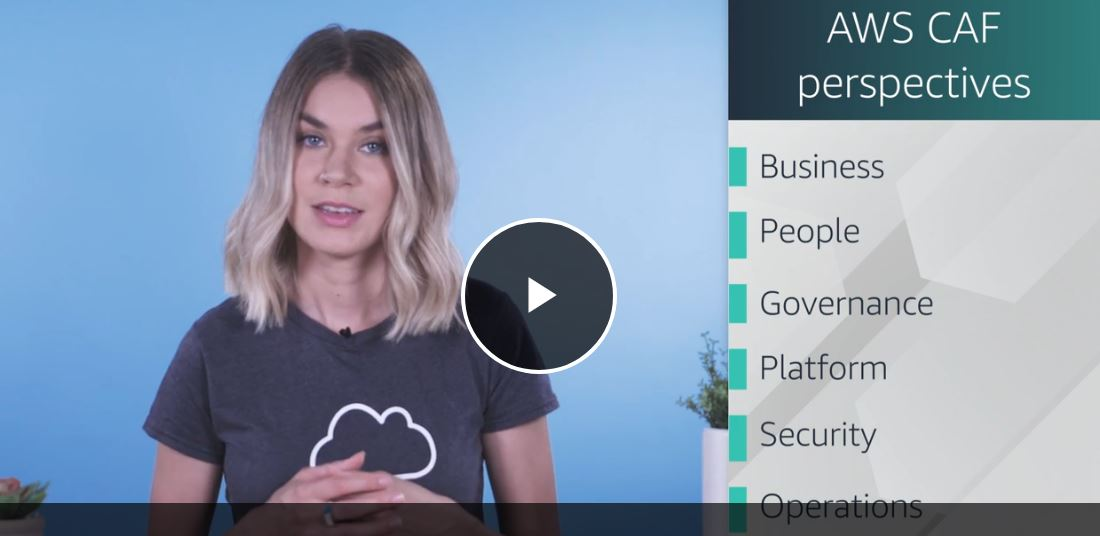 AWS CAF
perspectives
Business
People
Governance
Platform
Security
Operations